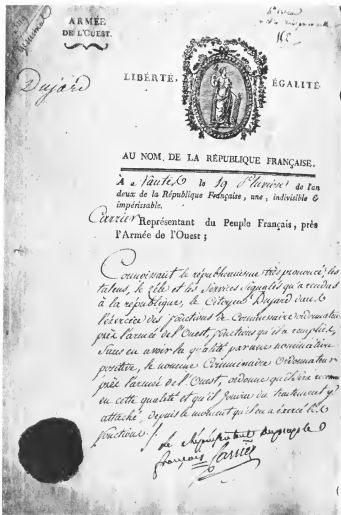 ARMÉE
DE L'OUEST.
Dujard
LIBERTÉ, ÉGALITÉ
AU NOM DE LA RÉPUBLIQUE FRANÇAISE.
A Nantes le 19 Pluviose de l'an
deux de la République Française, une, indivisible &
impérissable.
Carrier Représentant du Peuple Français, près
l'Armée de l'Ouest ;
Connoissant le républicanisme très prononcé, les
talens, le zèle et les services signalés qu'a rendus
à la république, le Citoyen Dujard dans
l'exercice des fonctions de Commissaire ordonnateur
près l'armée de l'Ouest, fonctions qu'il a remplies,
sans en avoir la qualité par une nomination
positive, le nomme Commissaire Ordonnateur
près l'armée de l'Ouest, ordonne qu'il sera
en cette qualité et qu'il jouira du traitement y
attaché, depuis le moment qu'il en a exercé les
fonctions.
Le Représentant du peuple
français Carrier